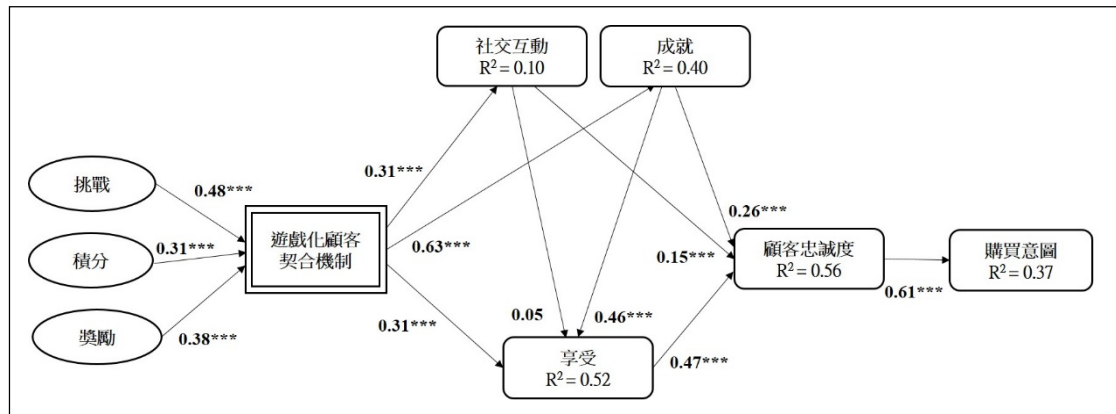 社交互動
R² = 0.10
成就
R² = 0.40
挑戰
0.48***
0.31***
積分
0.31***
遊戲化顧客
契合機制
0.63***
0.26***
0.15***
顧客忠誠度
R² = 0.56
購買意圖
R² = 0.37
0.61***
獎勵
0.38***
0.31***
0.05
0.46***
享受
R² = 0.52
0.47***